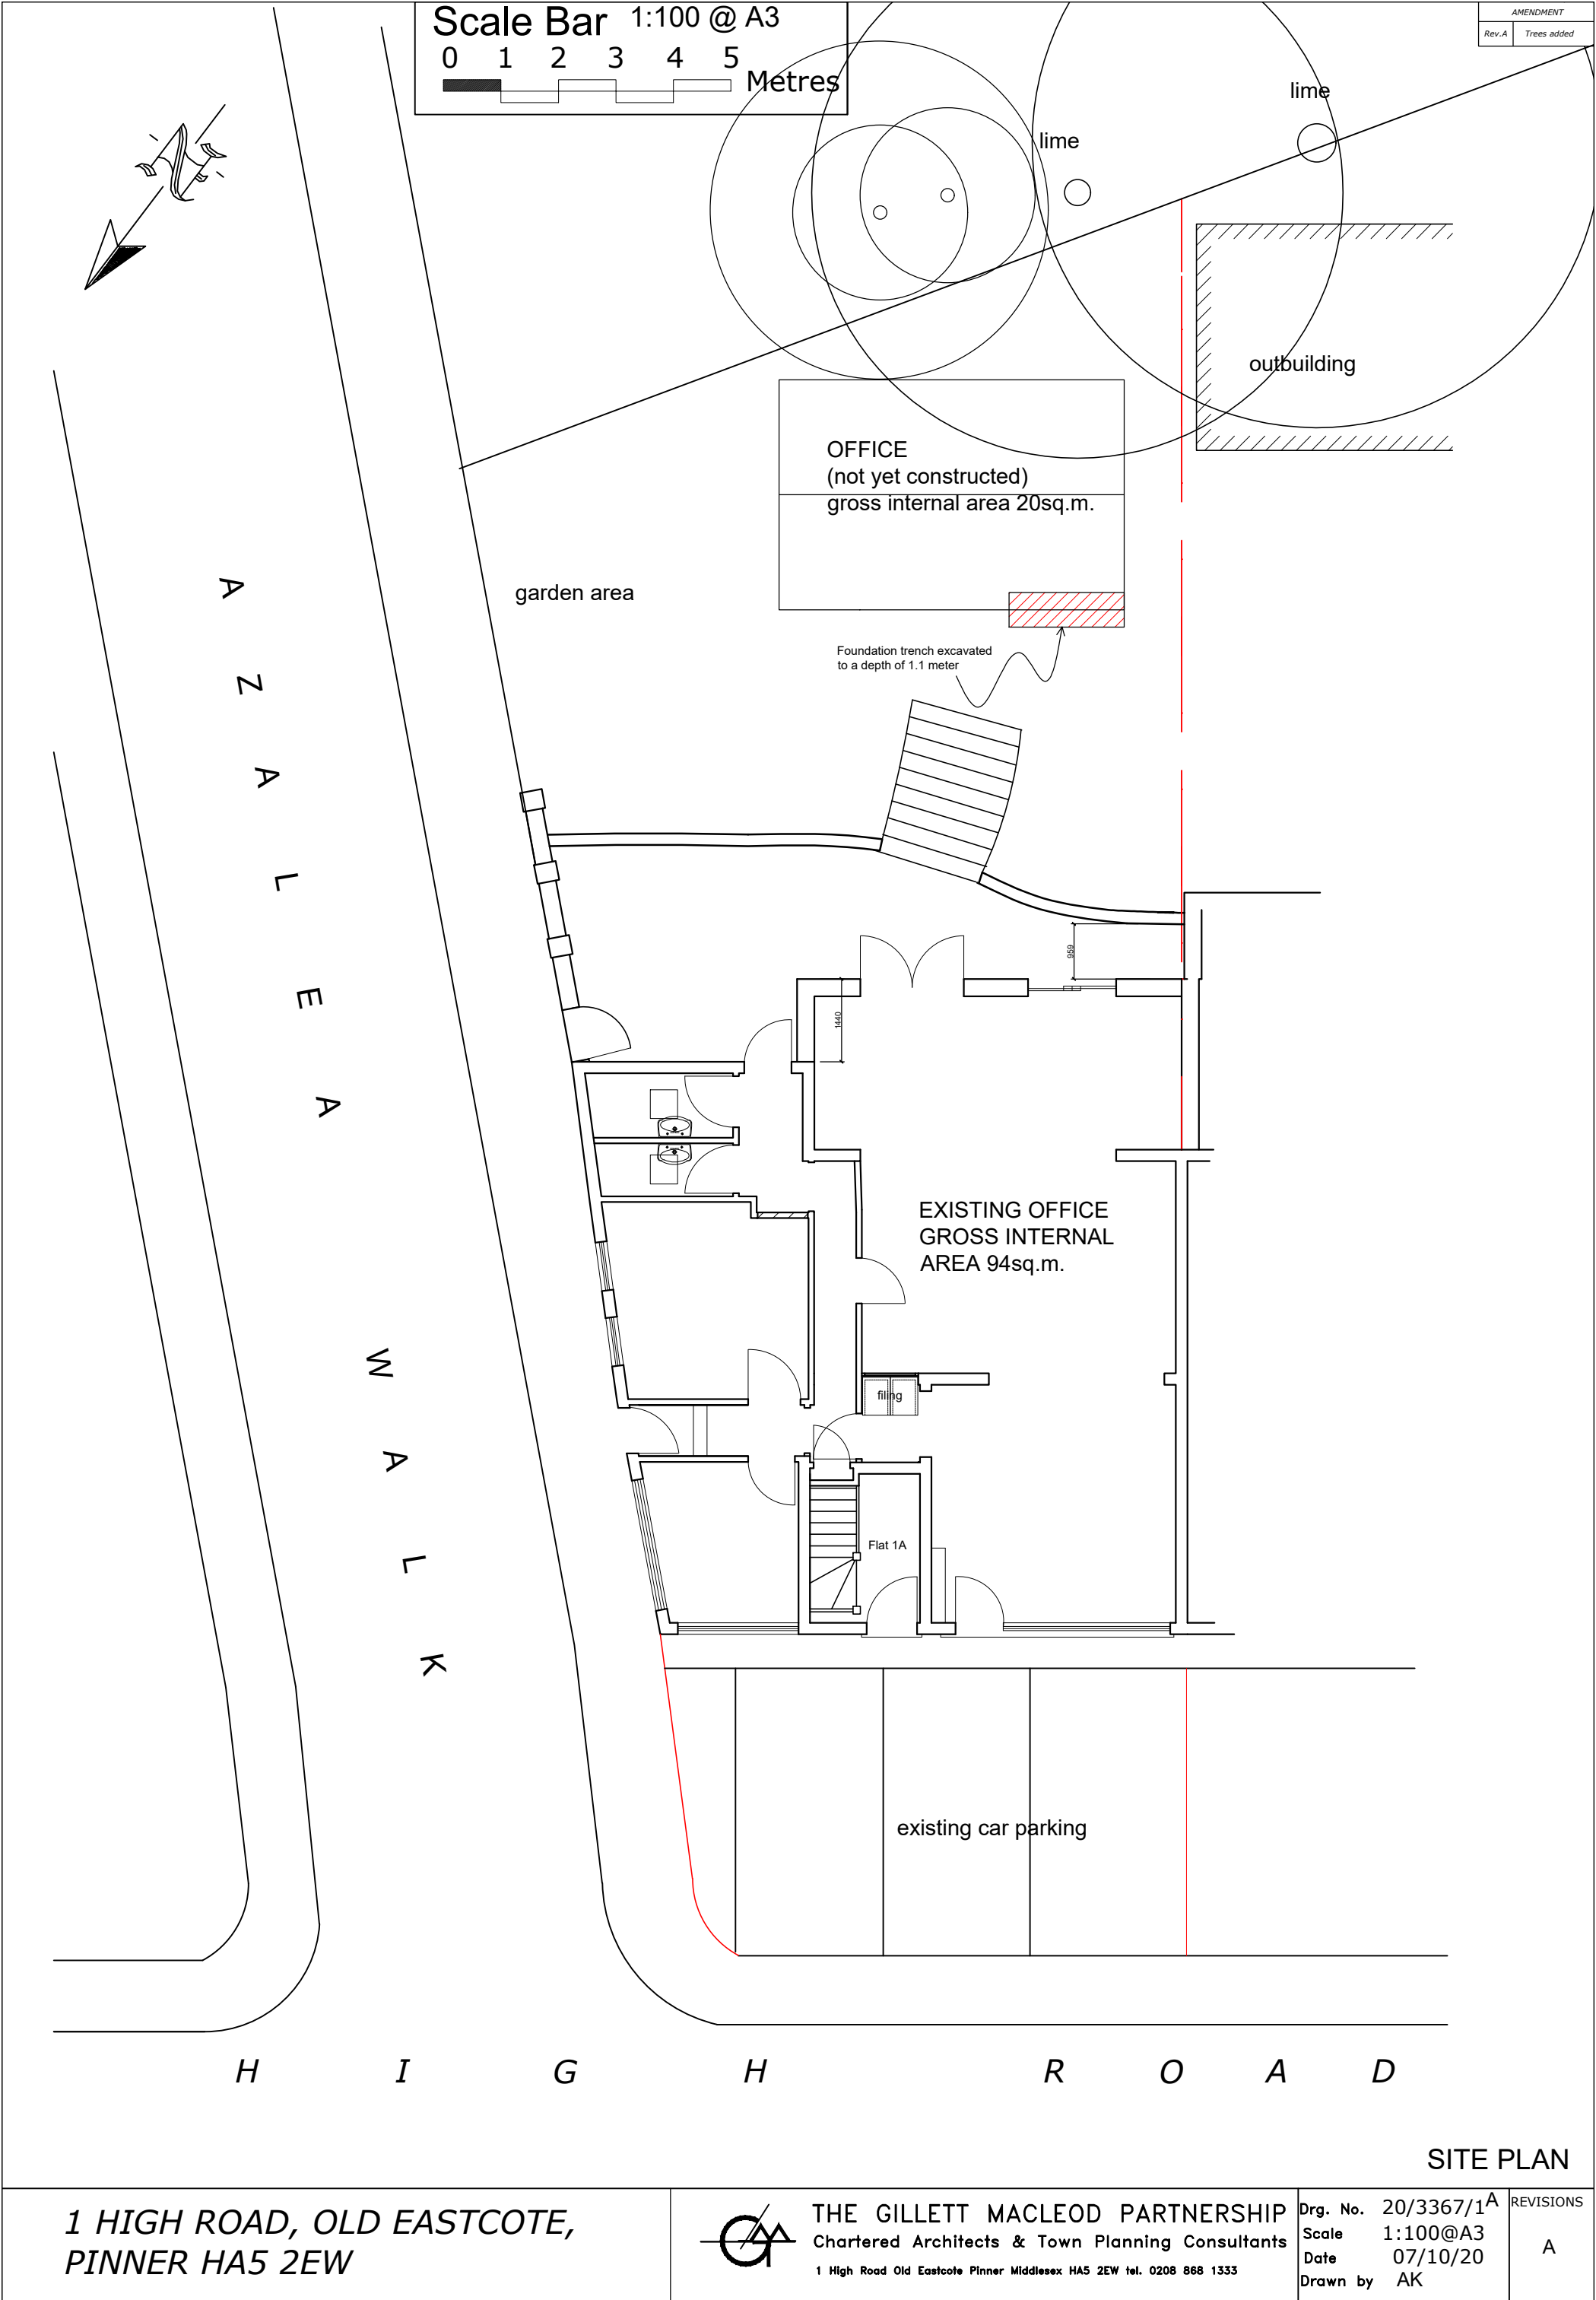 Scale Bar 1:100 @ A3
0 1 2 3 4 5
Metres
AMENDMENT
Rev.A Trees added
N
lime
lime
outbuilding
OFFICE
(not yet constructed)
gross internal area 20sq.m.
garden area
Foundation trench excavated
to a depth of 1.1 meter
AZALEA WALK
959
1440
EXISTING OFFICE
GROSS INTERNAL
AREA 94sq.m.
filing
Flat 1A
existing car parking
HIGH ROAD
SITE PLAN
1 HIGH ROAD, OLD EASTCOTE,
PINNER HA5 2EW
THE GILLETT MACLEOD PARTNERSHIP
Chartered Architects & Town Planning Consultants
1 High Road Old Eastcote Pinner Middlesex HA5 2EW tel. 0208 868 1333
Drg. No. 20/3367/1A
Scale 1:100@A3
Date 07/10/20
Drawn by AK
REVISIONS
A